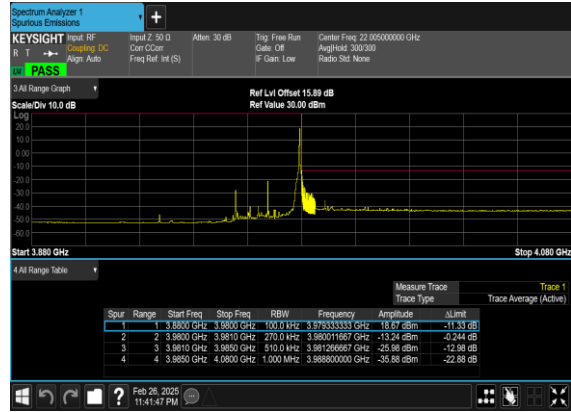 Spectrum Analyzer 1
Spurious Emissions
KEYSIGHT Input: RF Input Z: 50 Ω Atten: 30 dB Trig: Free Run Center Freq: 22.005000000 GHz
R T Coupling: DC Corr CCorr Gate: Off Avg|Hold: 300/300
Align: Auto Freq Ref: Int (S) IF Gain: Low Radio Std: None
PASS
3 All Range Graph
Ref Lvl Offset 15.89 dB
Scale/Div 10.0 dB Ref Value 30.00 dBm
Log
20.0
10.0
0.00
-10.0
-20.0
-30.0
-40.0
-50.0
-60.0
Start 3.880 GHz Stop 4.080 GHz
4 All Range Table
Measure Trace Trace 1
Trace Type Trace Average (Active)
Spur Range Start Freq Stop Freq RBW Frequency Amplitude ΔLimit
1 1 3.8800 GHz 3.9800 GHz 100.0 kHz 3.979333333 GHz 18.67 dBm -11.33 dB
2 2 3.9800 GHz 3.9810 GHz 270.0 kHz 3.980011667 GHz -13.24 dBm -0.244 dB
3 3 3.9810 GHz 3.9850 GHz 510.0 kHz 3.981266667 GHz -25.98 dBm -12.98 dB
4 4 3.9850 GHz 4.0800 GHz 1.000 MHz 3.988800000 GHz -35.88 dBm -22.88 dB
? Feb 26, 2025
11:41:47 PM